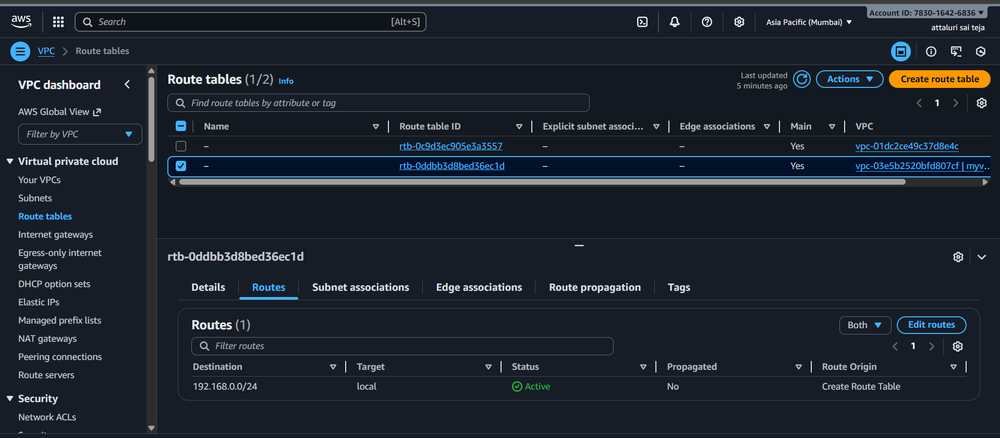 aws
Search [Alt+S]
Asia Pacific (Mumbai)
Account ID: 7830-1642-6836
attaluri sai teja
VPC Route tables
VPC dashboard
AWS Global View
Filter by VPC
Virtual private cloud
Your VPCs
Subnets
Route tables
Internet gateways
Egress-only internet
gateways
DHCP option sets
Elastic IPs
Managed prefix lists
NAT gateways
Peering connections
Route servers
Security
Network ACLs
Route tables (1/2) Info
Last updated
5 minutes ago
Actions
Create route table
Find route tables by attribute or tag
1
Name Route table ID Explicit subnet associ... Edge associations Main VPC
– rtb-0c9d3ec905e3a3557 – – Yes vpc-01dc2ce49c37d8e4c
– rtb-0ddbb3d8bed36ec1d – – Yes vpc-03e5b2520bfd807cf | myv...
rtb-0ddbb3d8bed36ec1d
Details Routes Subnet associations Edge associations Route propagation Tags
Routes (1)
Both
Edit routes
Filter routes
1
Destination Target Status Propagated Route Origin
192.168.0.0/24 local Active No Create Route Table